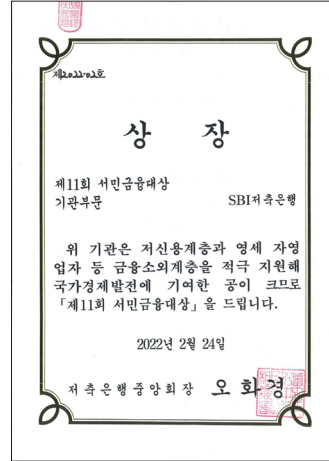 제2022-02호
상 장
제11회 서민금융대상
기관부문 SBI저축은행
위 기관은 저신용계층과 영세 자영
업자 등 금융소외계층을 적극 지원해
국가경제발전에 기여한 공이 크므로
「제11회 서민금융대상」을 드립니다.
2022년 2월 24일
저축은행중앙회장 오화경